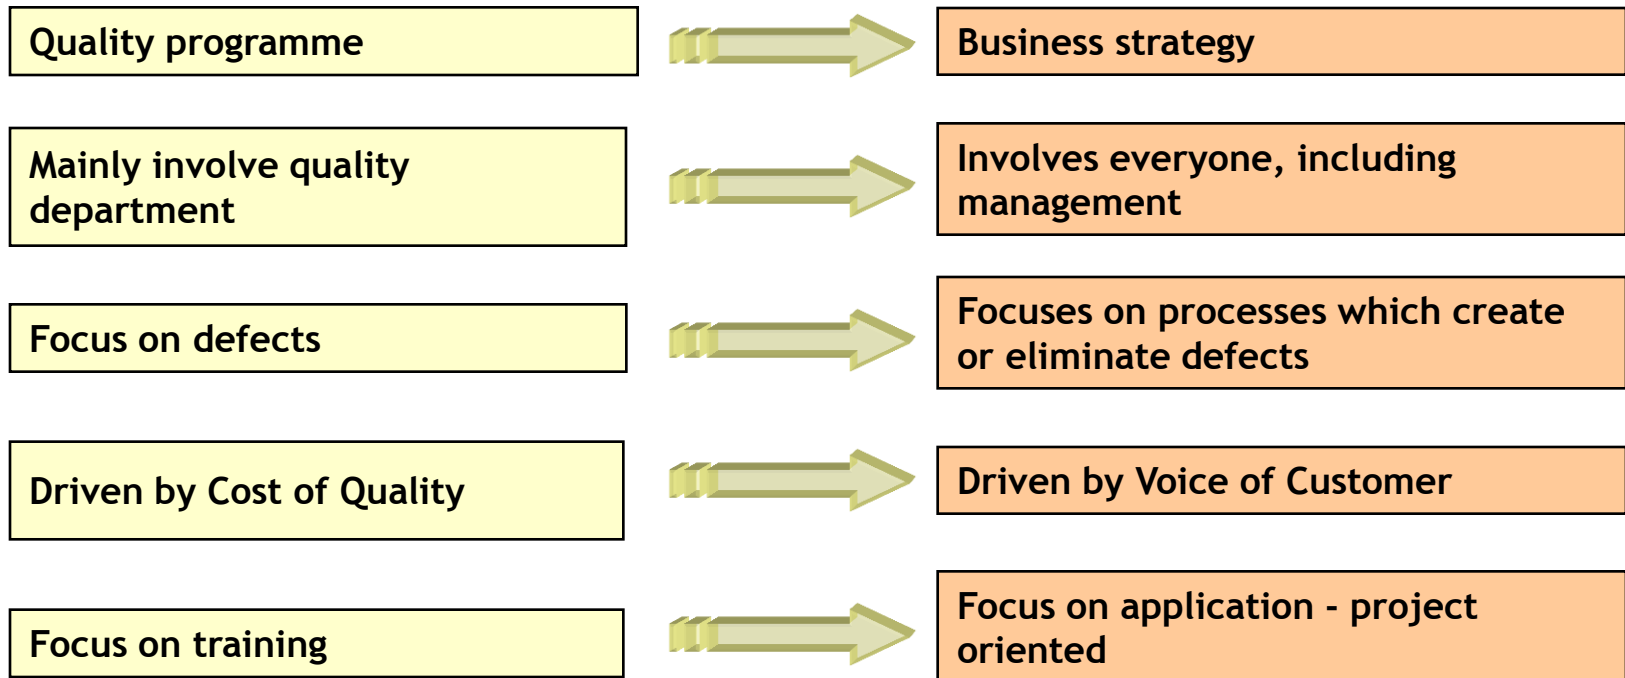 Quality programme
Business strategy
Mainly involve quality
department
Involves everyone, including
management
Focus on defects
Focuses on processes which create
or eliminate defects
Driven by Cost of Quality
Driven by Voice of Customer
Focus on training
Focus on application - project
oriented